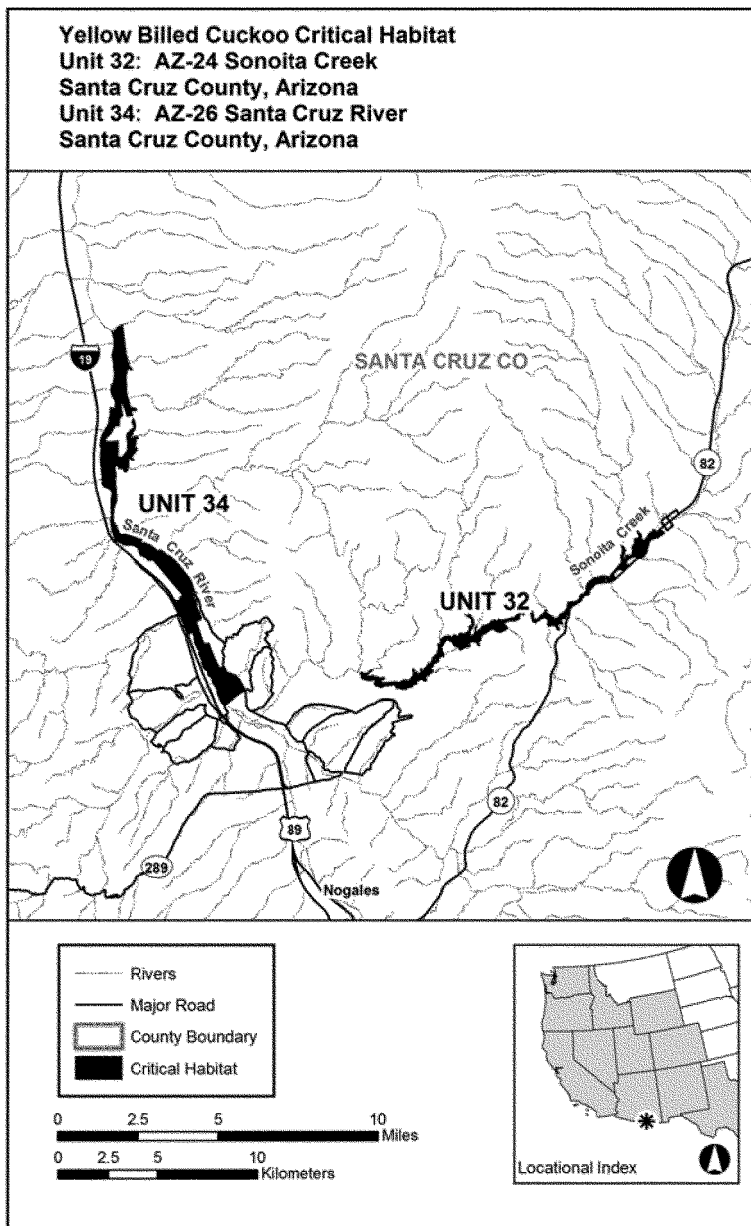 Yellow Billed Cuckoo Critical Habitat
Unit 32: AZ-24 Sonoita Creek
Santa Cruz County, Arizona
Unit 34: AZ-26 Santa Cruz River
Santa Cruz County, Arizona
19
SANTA CRUZ CO
82
UNIT 34
Santa Cruz River
Sonoita Creek
UNIT 32
82
89
289
Nogales
Rivers
Major Road
County Boundary
Critical Habitat
0 2.5 5 10
Miles
0 2.5 5 10
Kilometers
Locational Index